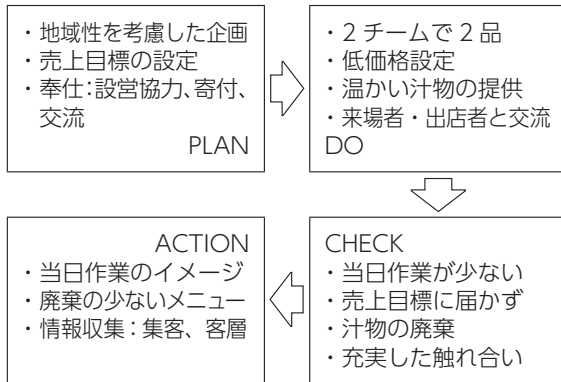 ・地域性を考慮した企画
・売上目標の設定
・奉仕：設営協力、寄付、
交流
PLAN
・2チームで2品
・低価格設定
・温かい汁物の提供
・来場者・出店者と交流
DO
CHECK
・当日作業が少ない
・売上目標に届かず
・汁物の廃棄
・充実した触れ合い
ACTION
・当日作業のイメージ
・廃棄の少ないメニュー
・情報収集：集客、客層